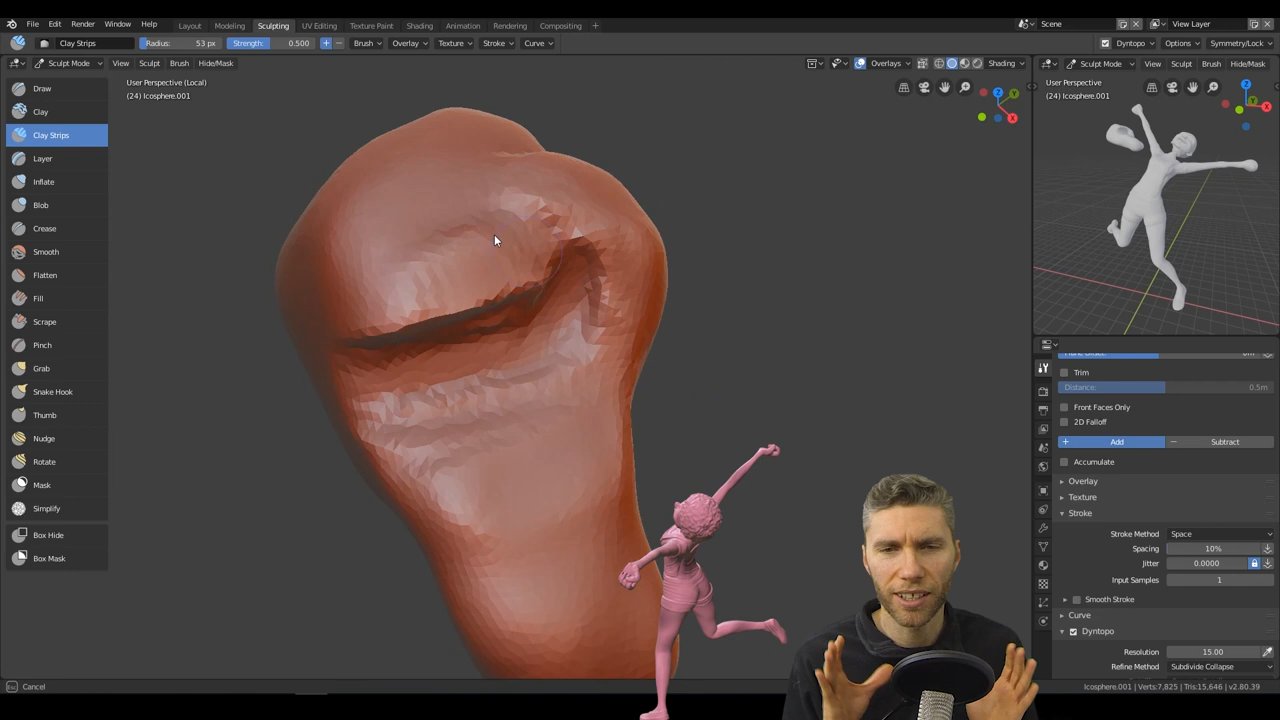 File Edit Render Window Help Layout Modeling Sculpting UV Editing Texture Paint Shading Animation Rendering Compositing + Scene View Layer
Clay Strips Radius: 53 px Strength: 0.500 Brush Overlay Texture Stroke Curve Dyntopo Options Symmetry/Lock
Sculpt Mode View Sculpt Brush Hide/Mask Overlays Shading Sculpt Mode View Sculpt Brush Hide/Mask
User Perspective (Local)
(24) Icosphere.001
User Perspective
(24) Icosphere.001
Z
Y
X
Z
Y
X
Draw
Clay
Clay Strips
Layer
Inflate
Blob
Crease
Smooth
Flatten
Fill
Scrape
Pinch
Grab
Snake Hook
Thumb
Nudge
Rotate
Mask
Simplify
Box Hide
Box Mask
Trim
Distance: 0.5m
Front Faces Only
2D Falloff
Add Subtract
Accumulate
Overlay
Texture
Stroke
Stroke Method Space
Spacing 10%
Jitter 0.0000
Input Samples 1
Smooth Stroke
Curve
Dyntopo
Resolution 15.00
Refine Method Subdivide Collapse
Esc Cancel
Icosphere.001 | Verts:7,825 | Tris:15,646 | v2.80.39